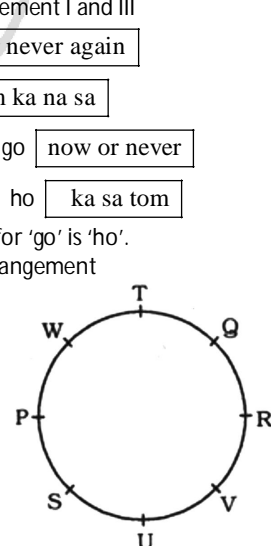 ement I and III
never again
ka na sa
go now or never
ho ka sa tom
for 'go' is 'ho'.
angement
T
W Q
P R
S V
U